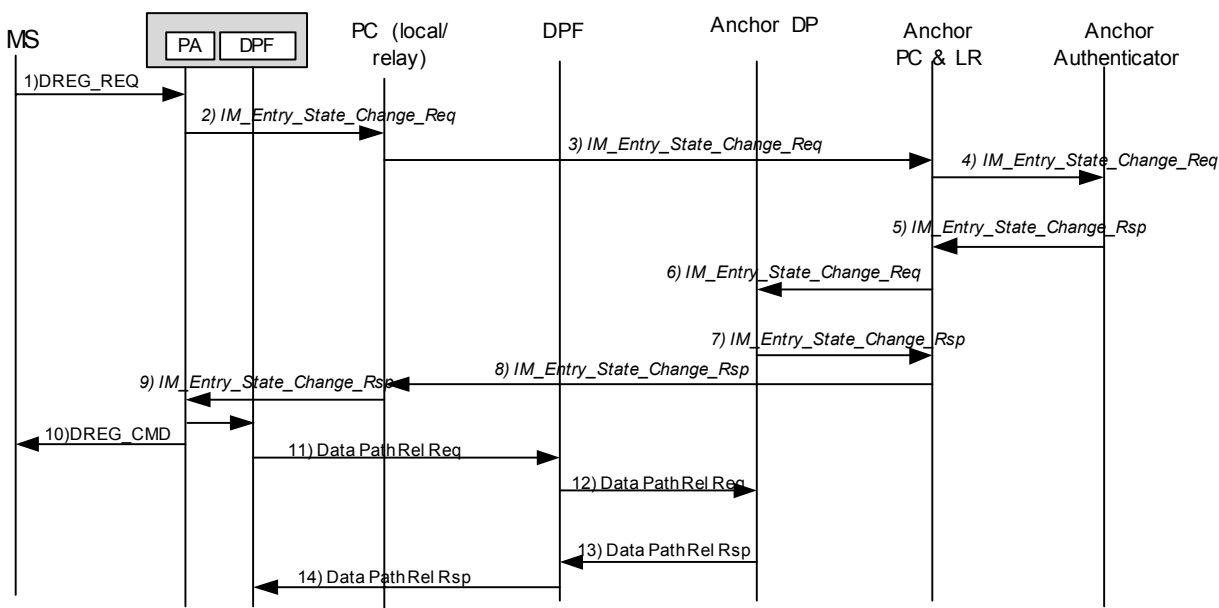 MS
PA
DPF
PC (local/
relay)
DPF
Anchor DP
Anchor
PC & LR
Anchor
Authenticator
1)DREG_REQ
2) IM_Entry_State_Change_Req
3) IM_Entry_State_Change_Req
4) IM_Entry_State_Change_Req
5) IM_Entry_State_Change_Rsp
6) IM_Entry_State_Change_Req
7) IM_Entry_State_Change_Rsp
8) IM_Entry_State_Change_Rsp
9) IM_Entry_State_Change_Rsp
10)DREG_CMD
11) Data Path Rel Req
12) Data Path Rel Req
13) Data Path Rel Rsp
14) Data Path Rel Rsp